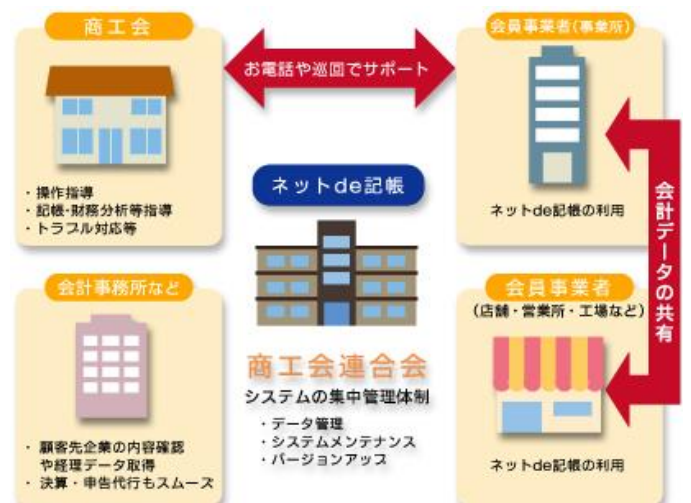 商工会
・操作指導
・記帳・財務分析等指導
・トラブル対応等
お電話や巡回でサポート
会員事業者(事業所)
ネットde記帳の利用
会計データの共有
ネットde記帳
商工会連合会
システムの集中管理体制
・データ管理
・システムメンテナンス
・バージョンアップ
会計事務所など
・顧客先企業の内容確認
や経理データ取得
・決算・申告代行もスムーズ
会員事業者
(店舗・営業所・工場など)
ネットde記帳の利用